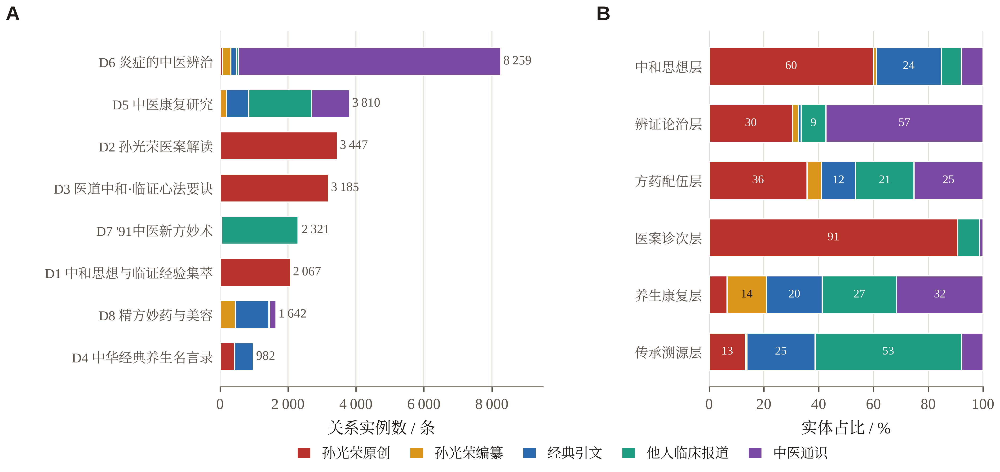 A
D6 炎症的中医辨治
8 259
D5 中医康复研究
3 810
D2 孙光荣医案解读
3 447
D3 医道中和·临证心法要诀
3 185
D7 '91中医新方妙术
2 321
D1 中和思想与临证经验集萃
2 067
D8 精方妙药与美容
1 642
D4 中华经典养生名言录
982
0 2 000 4 000 6 000 8 000
关系实例数 / 条
B
中和思想层 60 24
辨证论治层 30 9 57
方药配伍层 36 12 21 25
医案诊次层 91
养生康复层 14 20 27 32
传承溯源层 13 25 53
0 20 40 60 80 100
实体占比 / %
孙光荣原创 孙光荣编纂 经典引文 他人临床报道 中医通识